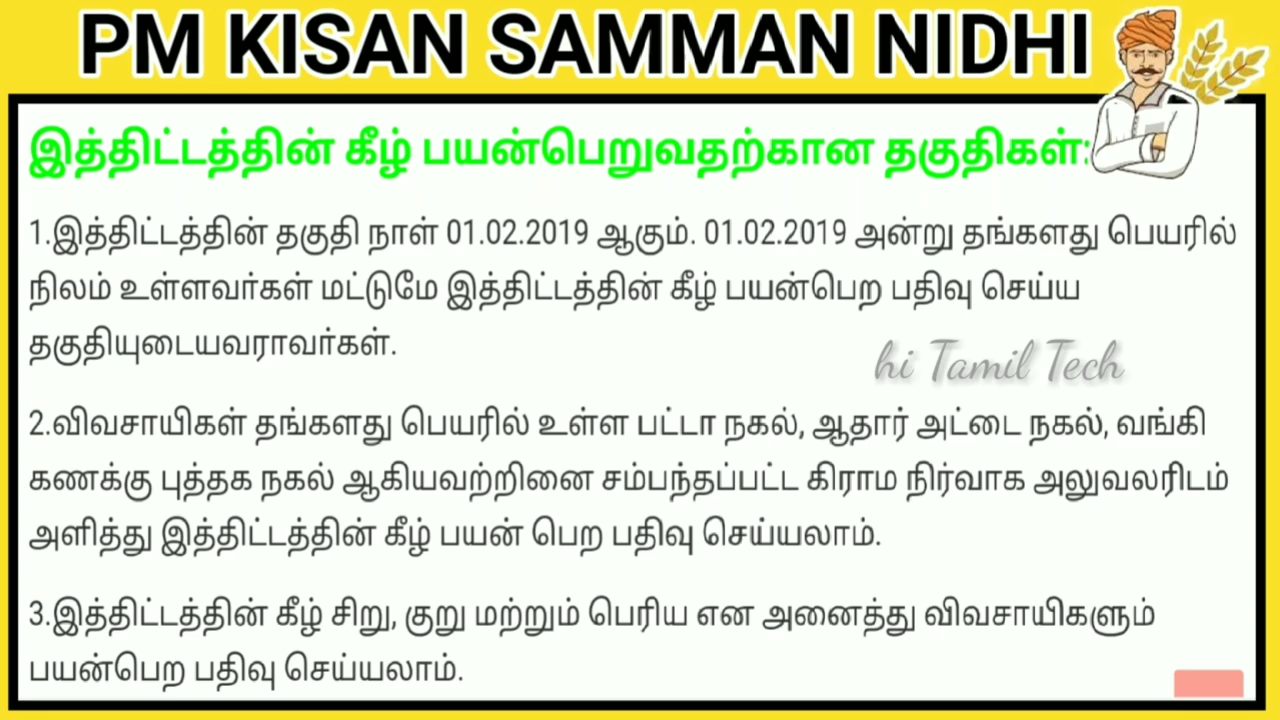 PM KISAN SAMMAN NIDHI
இத்திட்டத்தின் கீழ் பயன்பெறுவதற்கான தகுதிகள்:
1.இத்திட்டத்தின் தகுதி நாள் 01.02.2019 ஆகும். 01.02.2019 அன்று தங்களது பெயரில்
நிலம் உள்ளவர்கள் மட்டுமே இத்திட்டத்தின் கீழ் பயன்பெற பதிவு செய்ய
தகுதியுடையவராவர்கள்.
hi Tamil Tech
2.விவசாயிகள் தங்களது பெயரில் உள்ள பட்டா நகல், ஆதார் அட்டை நகல், வங்கி
கணக்கு புத்தக நகல் ஆகியவற்றினை சம்பந்தப்பட்ட கிராம நிர்வாக அலுவலரிடம்
அளித்து இத்திட்டத்தின் கீழ் பயன் பெற பதிவு செய்யலாம்.
3.இத்திட்டத்தின் கீழ் சிறு, குறு மற்றும் பெரிய என அனைத்து விவசாயிகளும்
பயன்பெற பதிவு செய்யலாம்.